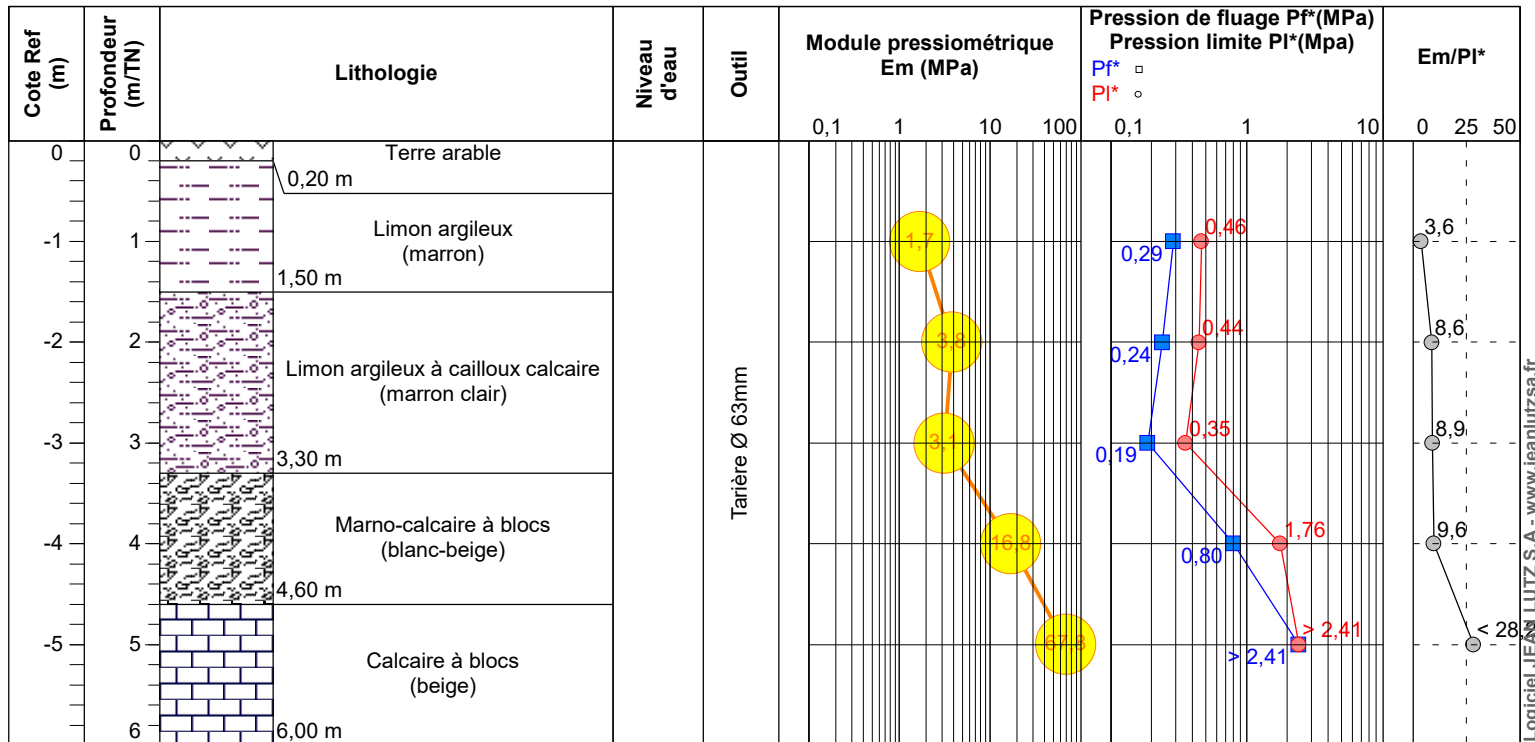 Cote Ref
(m)
Profondeur
(m/TN)
Lithologie
Niveau
d'eau
Outil
Module pressiométrique
Em (MPa)
Pression de fluage Pf*(MPa)
Pression limite Pl*(Mpa)
Pf*
Pl*
Em/Pl*
0,1 1 10 100
0,1 1 10
0 25 50
0 0
Terre arable
0,20 m
Limon argileux
(marron)
-1 1
1,7
0,29
0,46
3,6
1,50 m
-2 2
3,8
0,24
0,44
8,6
Limon argileux à cailloux calcaire
(marron clair)
-3 3
3,1
0,19
0,35
8,9
3,30 m
Marno-calcaire à blocs
(blanc-beige)
-4 4
16,8
0,80
1,76
9,6
4,60 m
-5 5
67,8
> 2,41
> 2,41
< 28,
Calcaire à blocs
(beige)
6 6,00 m
Tarière Ø 63mm
Logiciel JEAN LUTZ S.A - www.jeanlutzsa.fr